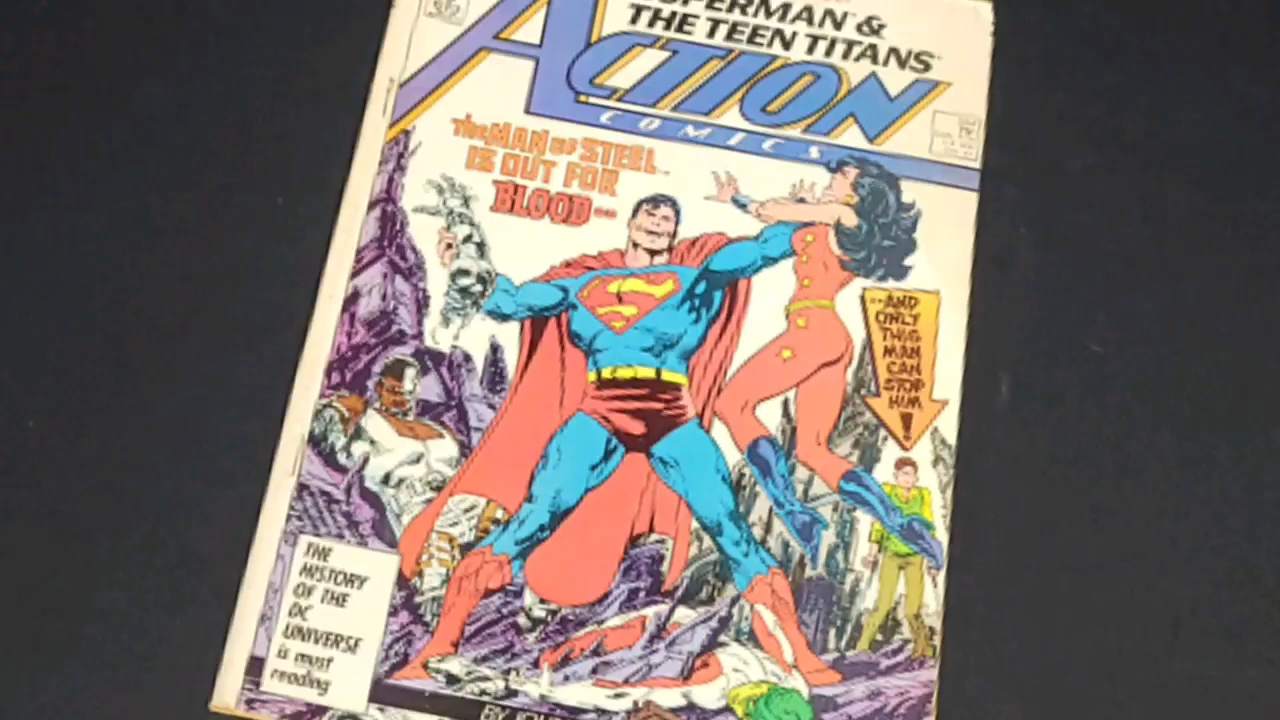 SUPERMAN &
THE TEEN TITANS
ACTION
COMICS
THE MAN OF STEEL
IS OUT FOR
BLOOD--
--AND
ONLY
THIS
MAN
CAN
STOP
HIM
!
THE
HISTORY
OF THE
DC
UNIVERSE
is must
reading
BY